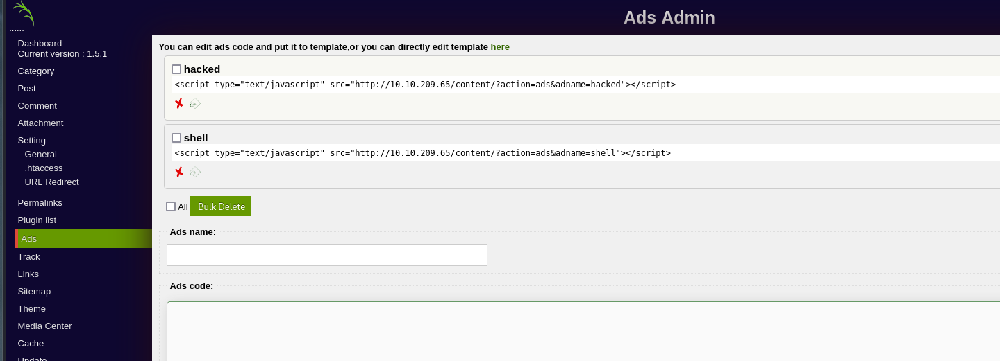 Ads Admin
......
Dashboard
Current version : 1.5.1
Category
Post
Comment
Attachment
Setting
General
.htaccess
URL Redirect
Permalinks
Plugin list
Ads
Track
Links
Sitemap
Theme
Media Center
Cache
Update
You can edit ads code and put it to template,or you can directly edit template here
hacked
<script type="text/javascript" src="http://10.10.209.65/content/?action=ads&adname=hacked"></script>
shell
<script type="text/javascript" src="http://10.10.209.65/content/?action=ads&adname=shell"></script>
All Bulk Delete
Ads name:
Ads code: